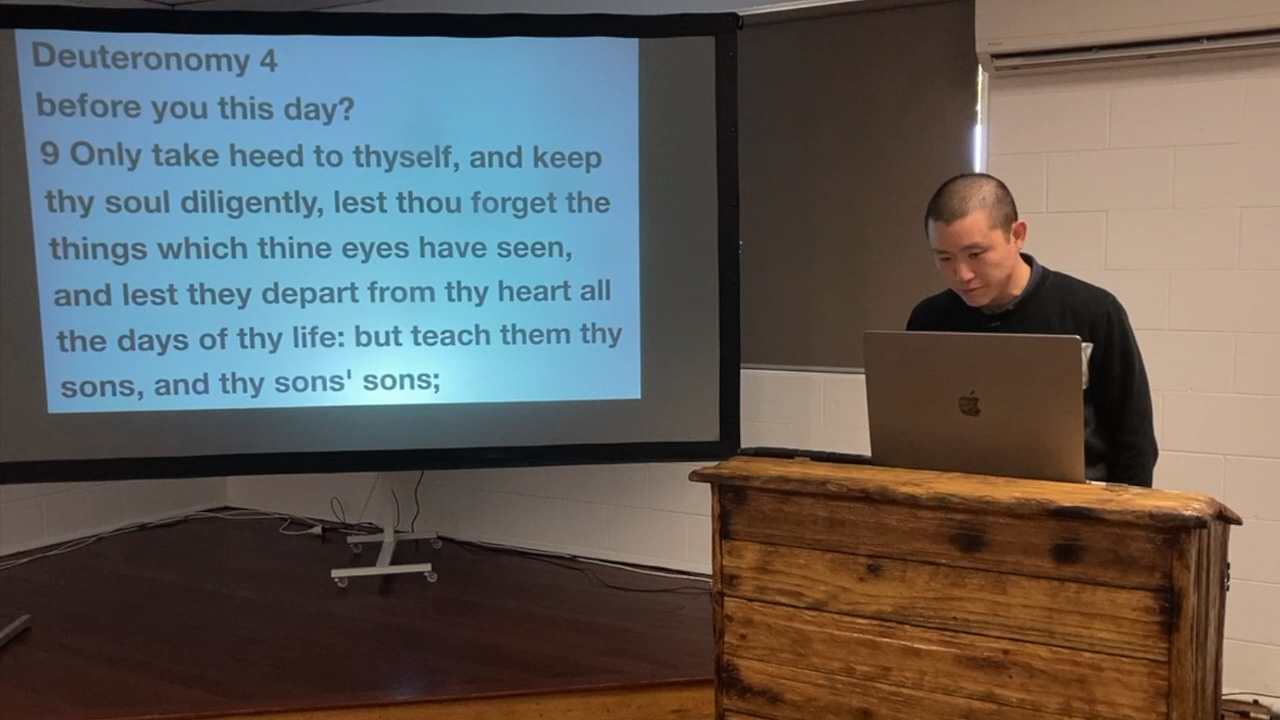 Deuteronomy 4
before you this day?
9 Only take heed to thyself, and keep
thy soul diligently, lest thou forget the
things which thine eyes have seen,
and lest they depart from thy heart all
the days of thy life: but teach them thy
sons, and thy sons' sons;